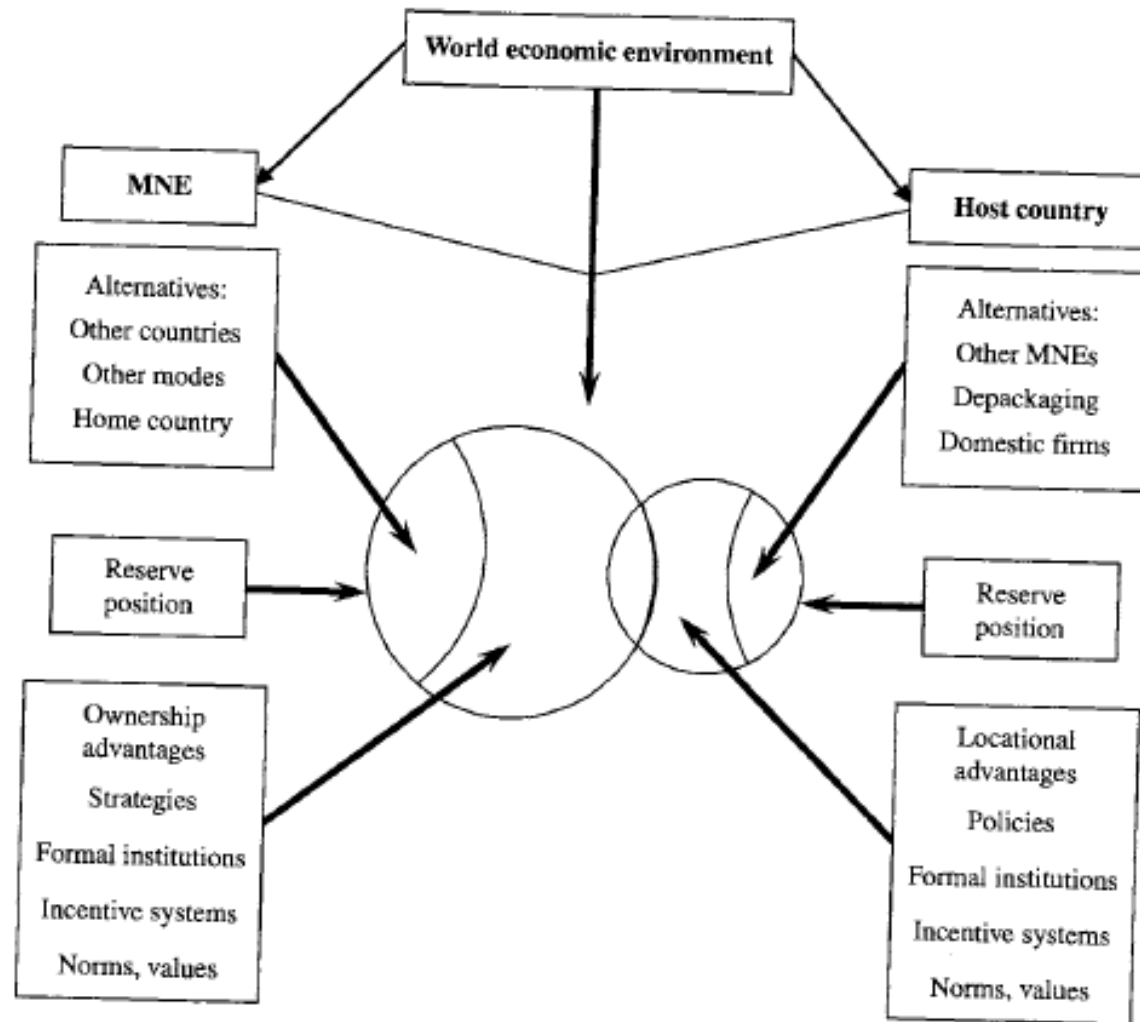 World economic environment
MNE
Host country
Alternatives:
Other countries
Other modes
Home country
Alternatives:
Other MNEs
Depackaging
Domestic firms
Reserve
position
Reserve
position
Ownership
advantages
Strategies
Formal institutions
Incentive systems
Norms, values
Locational
advantages
Policies
Formal institutions
Incentive systems
Norms, values